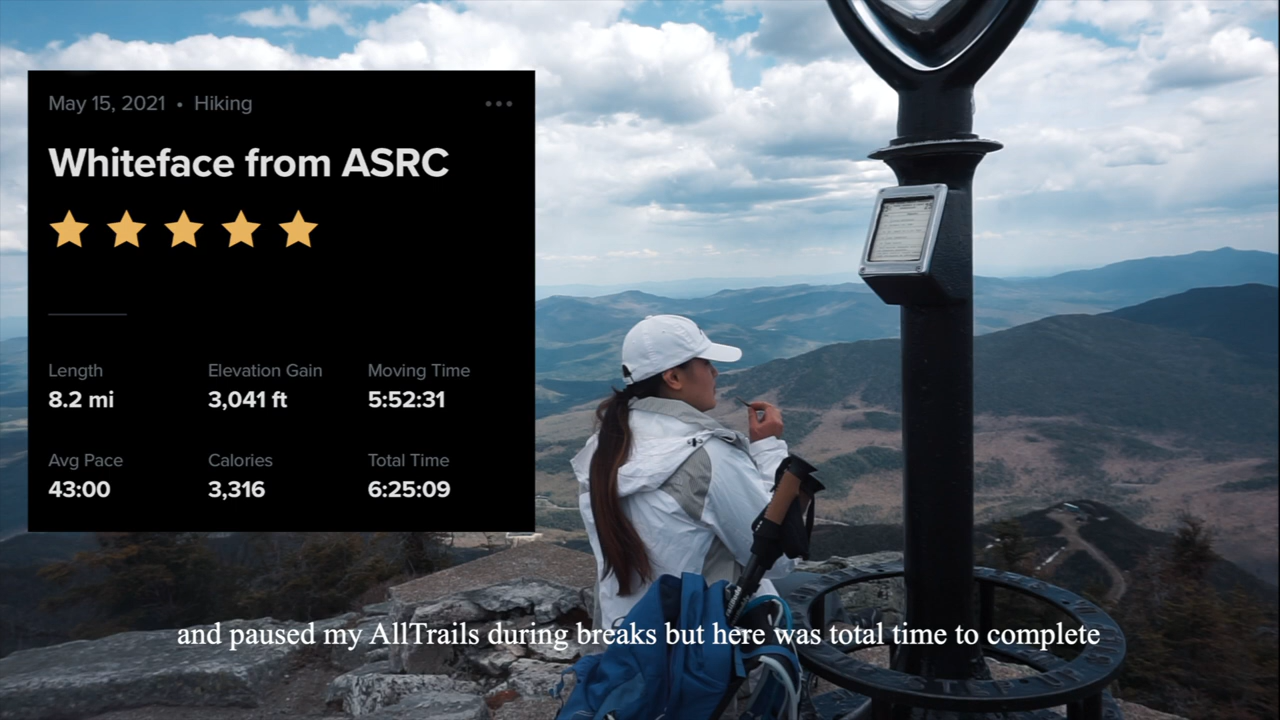 May 15, 2021 • Hiking
Whiteface from ASRC
Length Elevation Gain Moving Time
8.2 mi 3,041 ft 5:52:31
Avg Pace Calories Total Time
43:00 3,316 6:25:09
and paused my AllTrails during breaks but here was total time to complete